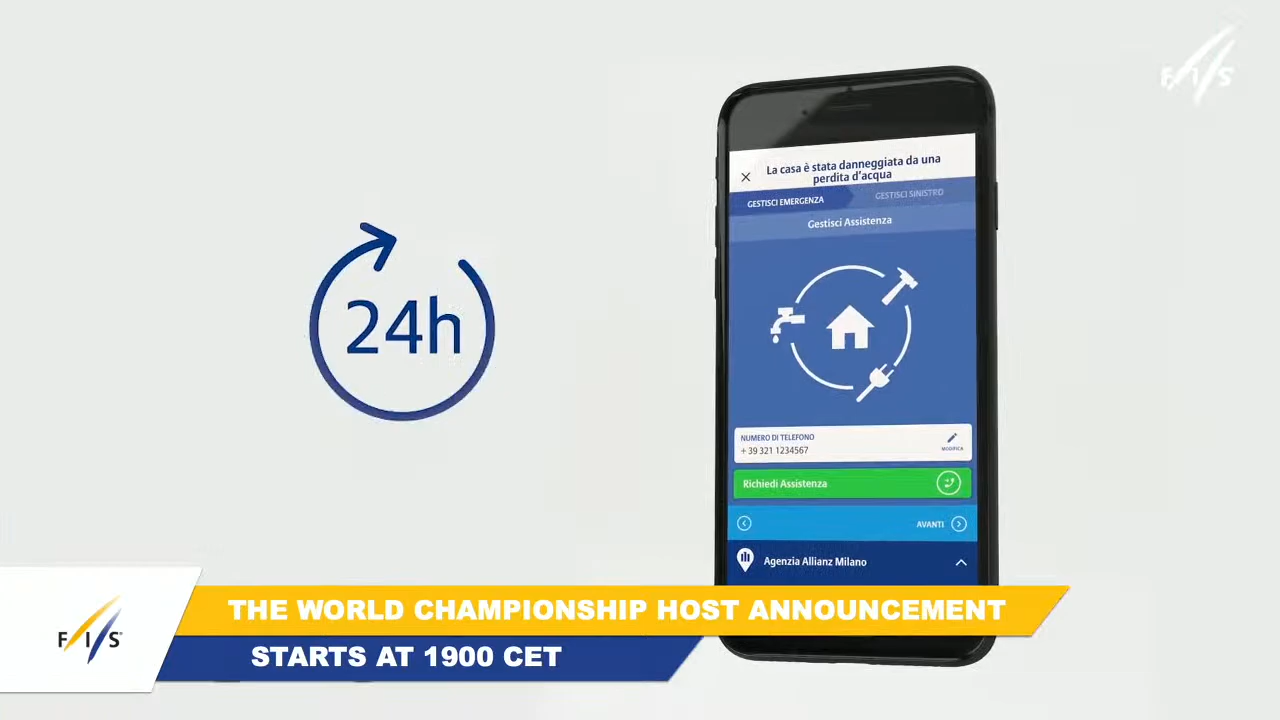 FIS
La casa è stata danneggiata da una
perdita d'acqua
GESTISCI EMERGENZA
GESTISCI SINISTRO
Gestisci Assistenza
24h
NUMERO DI TELEFONO
+ 39 321 1234567
MODIFICA
Richiedi Assistenza
AVANTI
Agenzia Allianz Milano
FIS
THE WORLD CHAMPIONSHIP HOST ANNOUNCEMENT
STARTS AT 1900 CET